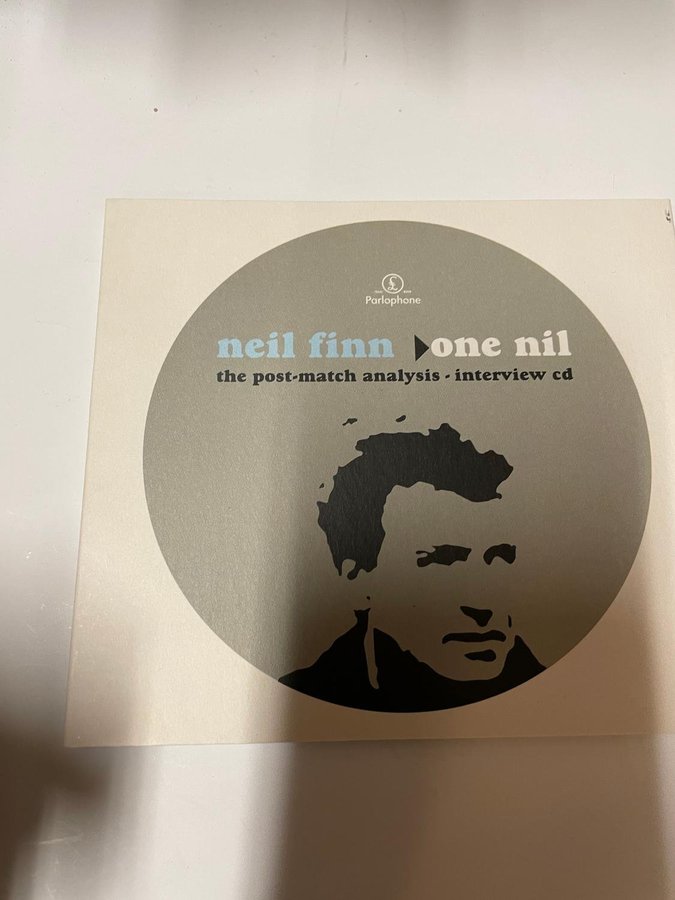 Parlophone
neil finn one nil
the post-match analysis - interview cd